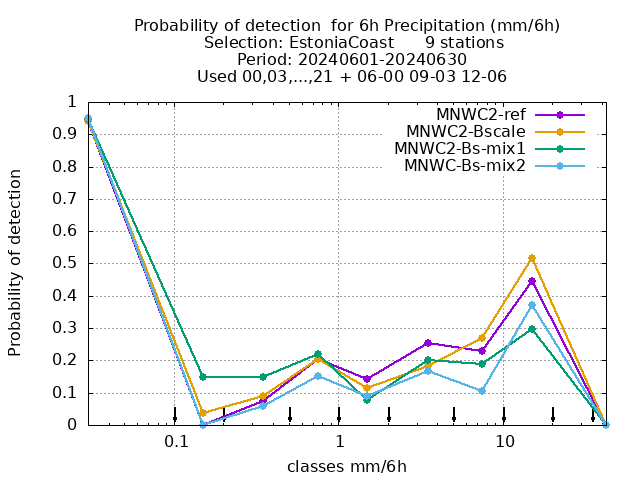 Probability of detection  for 6h Precipitation (mm/6h)
Selection: EstoniaCoast      9 stations
Period: 20240601-20240630
Used 00,03,...,21 + 06-00 09-03 12-06
MNWC2-ref
MNWC2-Bscale
MNWC2-Bs-mix1
MNWC-Bs-mix2
Probability of detection
1
0.9
0.8
0.7
0.6
0.5
0.4
0.3
0.2
0.1
0
0.1 1 10
classes mm/6h